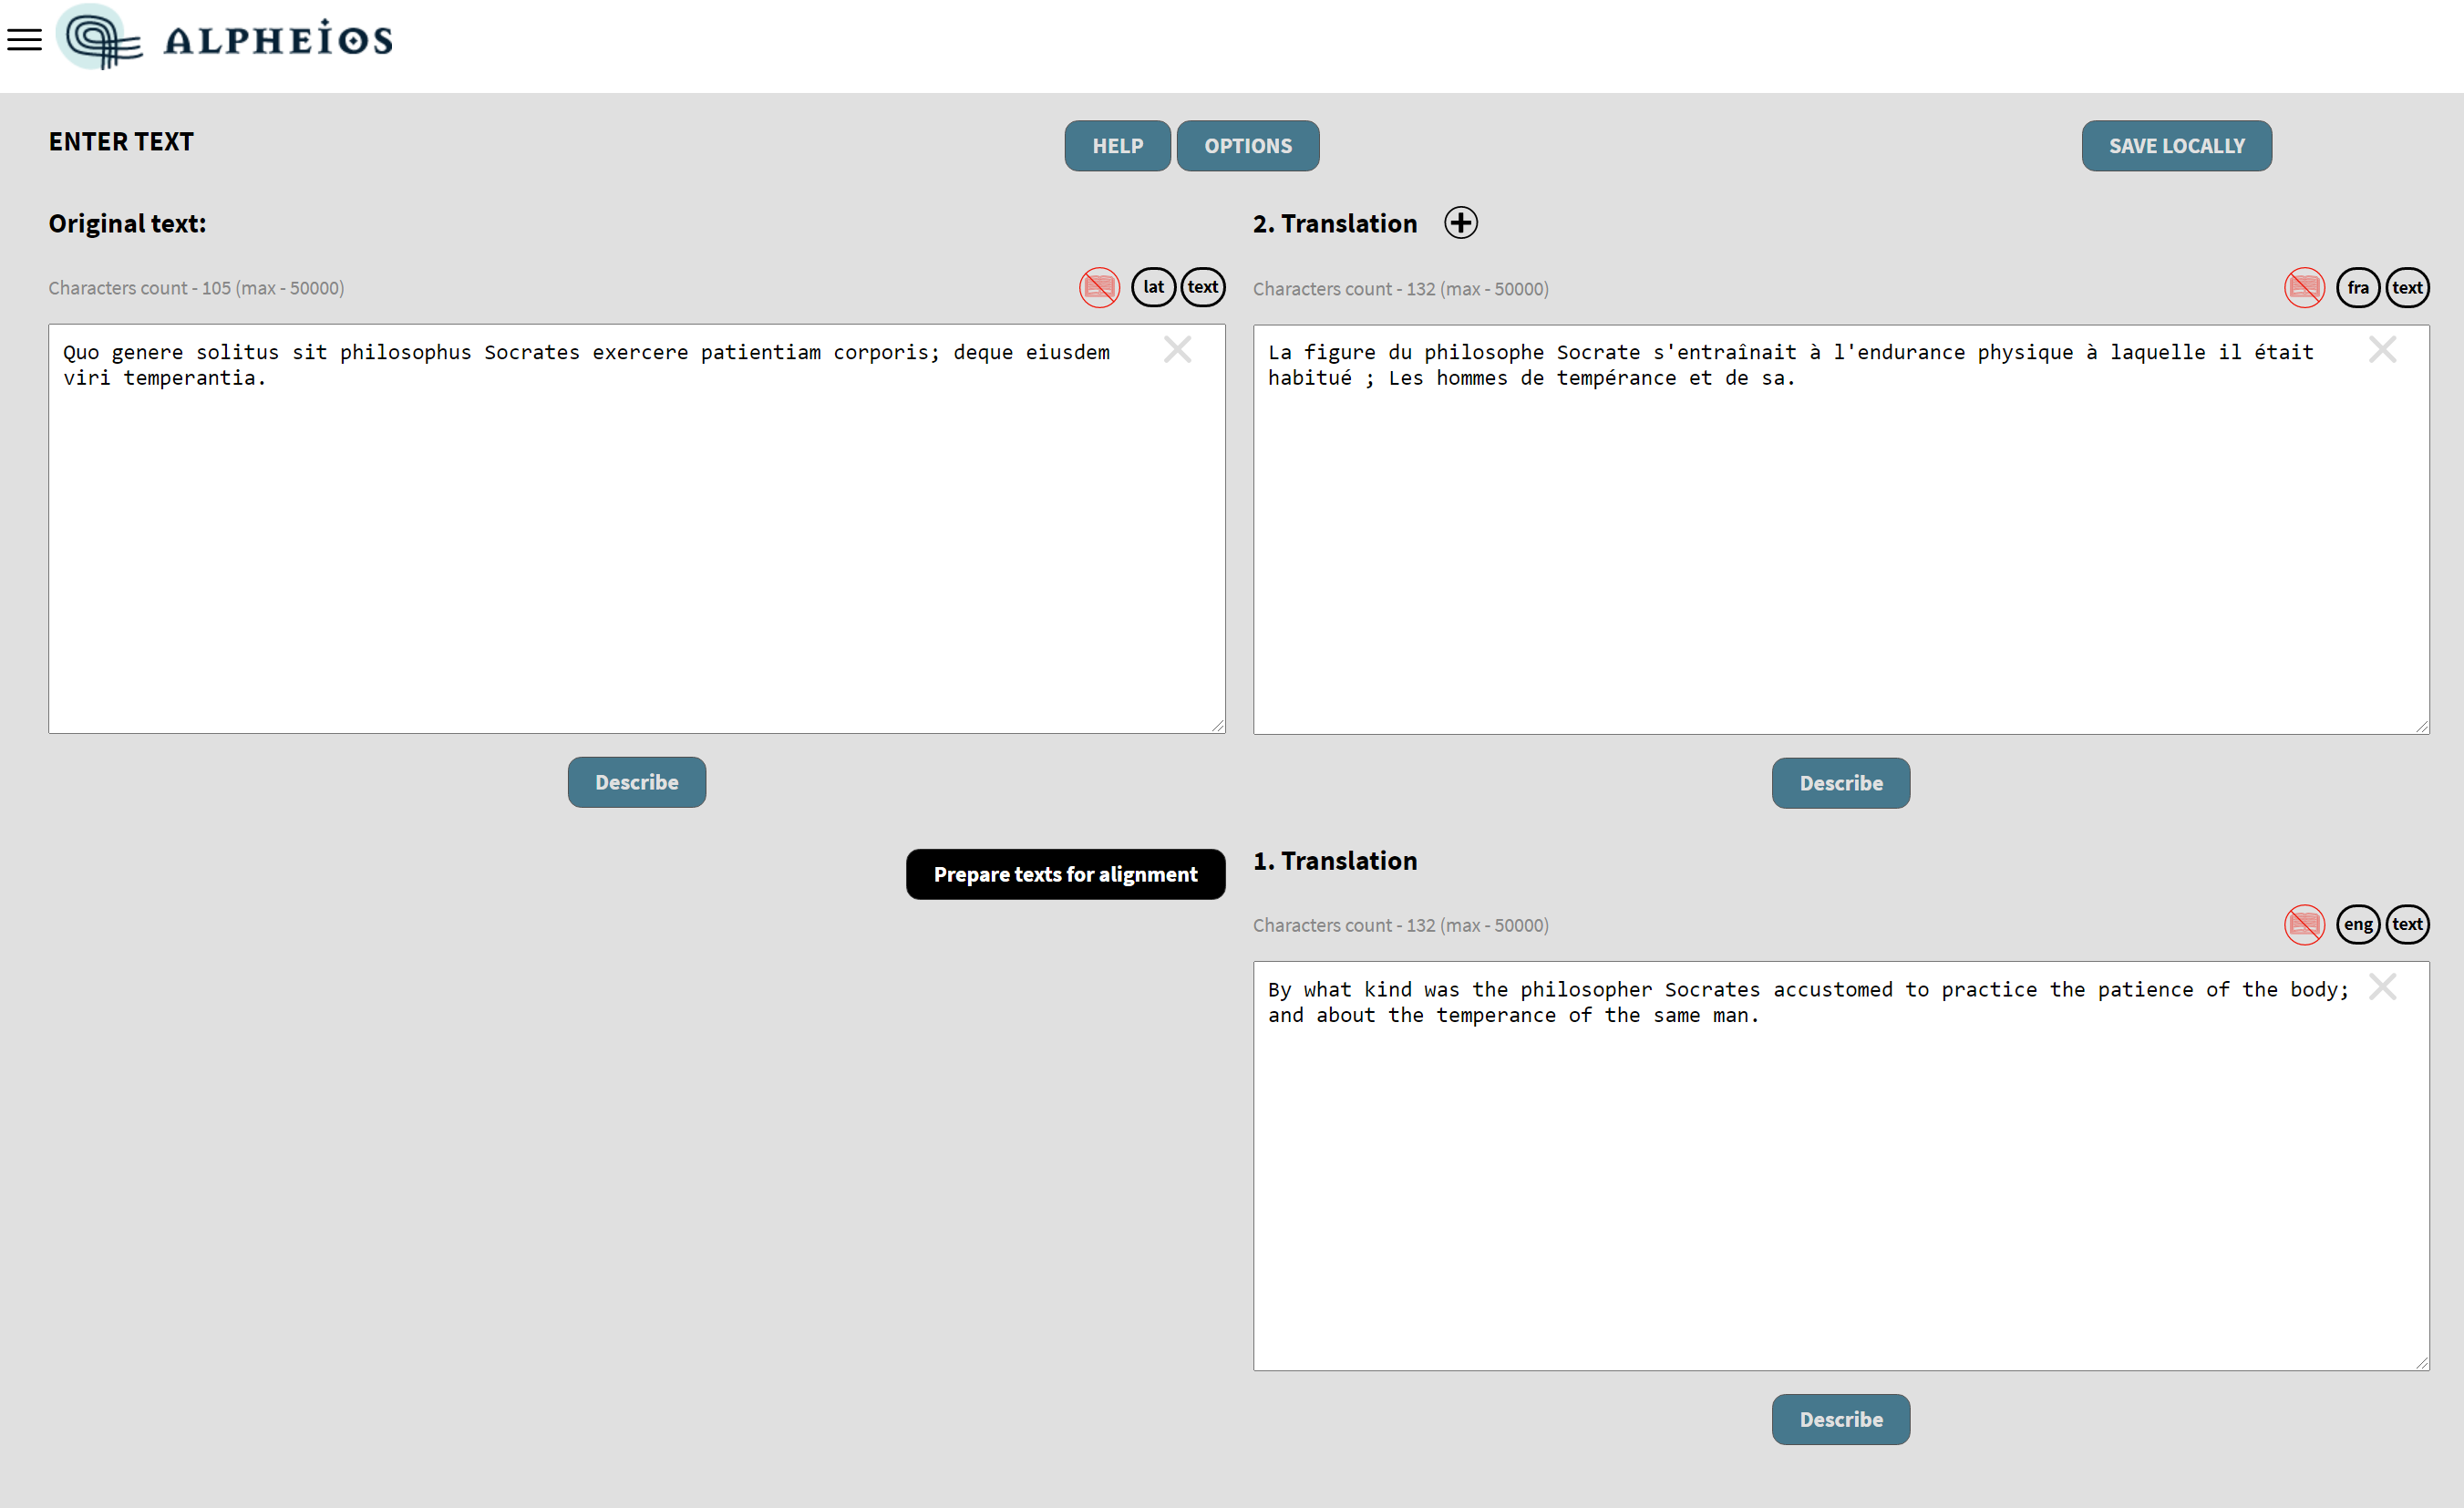 ALPHEIOS
ENTER TEXT
HELP
OPTIONS
SAVE LOCALLY
Original text:
Characters count - 105 (max - 50000)
lat
text
Quo genere solitus sit philosophus Socrates exercere patientiam corporis; deque eiusdem
viri temperantia.
Describe
Prepare texts for alignment
2. Translation
Characters count - 132 (max - 50000)
fra
text
La figure du philosophe Socrate s'entraînait à l'endurance physique à laquelle il était
habitué ; Les hommes de tempérance et de sa.
Describe
1. Translation
Characters count - 132 (max - 50000)
eng
text
By what kind was the philosopher Socrates accustomed to practice the patience of the body;
and about the temperance of the same man.
Describe